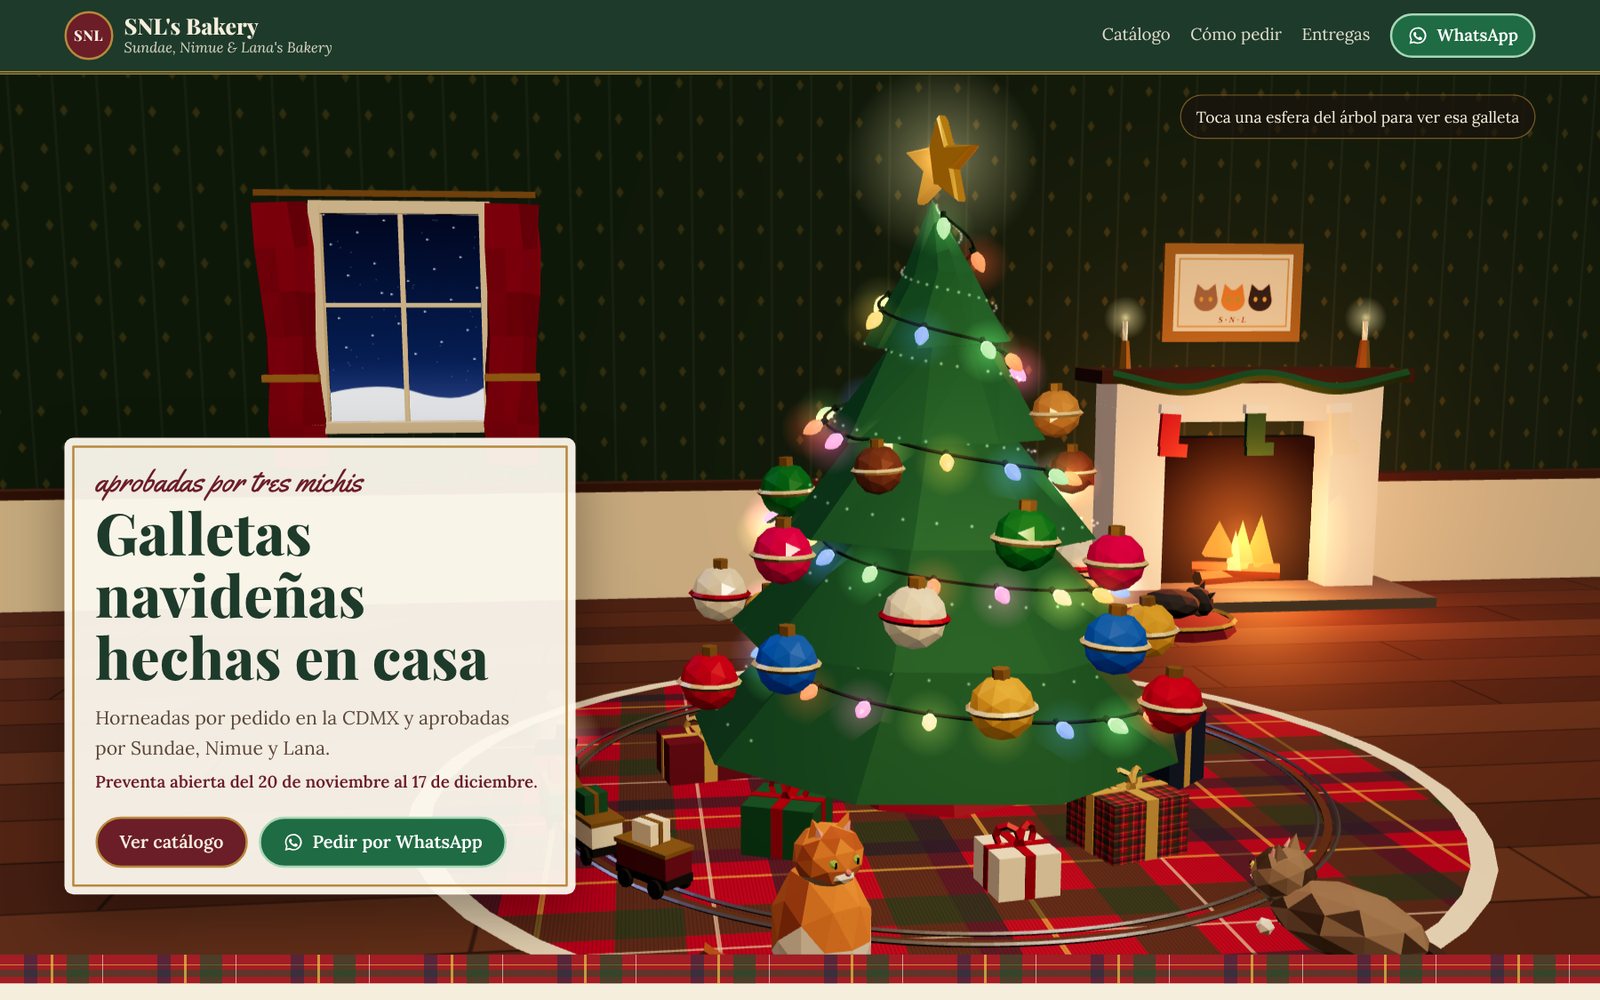 SNL
SNL's Bakery
Sundae, Nimue & Lana's Bakery
Catálogo
Cómo pedir
Entregas
WhatsApp
Toca una esfera del árbol para ver esa galleta
S·N·L
aprobadas por tres michis
Galletas
navideñas
hechas en casa
Horneadas por pedido en la CDMX y aprobadas
por Sundae, Nimue y Lana.
Preventa abierta del 20 de noviembre al 17 de diciembre.
Ver catálogo
Pedir por WhatsApp